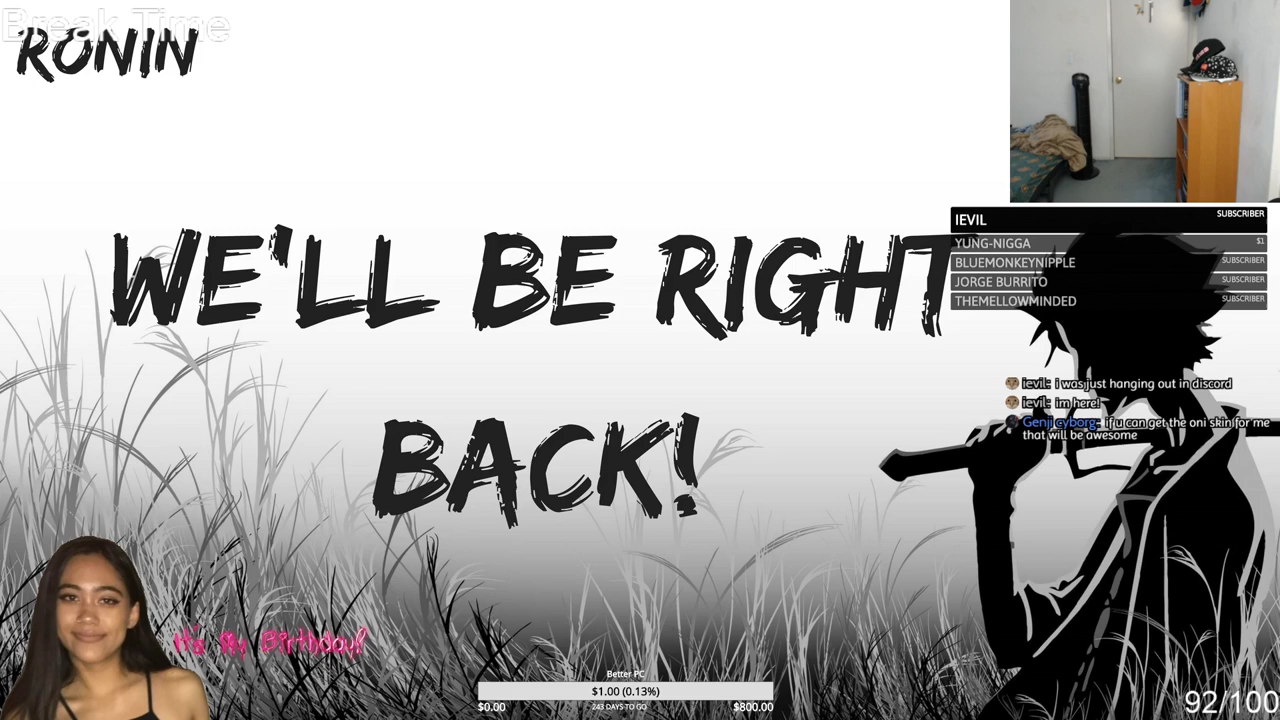 Break Time
RONIN
WE'LL BE RIGHT
BACK!
IEVIL SUBSCRIBER
YUNG-NIGGA $1
BLUEMONKEYNIPPLE SUBSCRIBER
JORGE BURRITO SUBSCRIBER
THEMELLOWMINDED SUBSCRIBER
ievil: i was just hanging out in discord
ievil: im here!
Genji cyborg: if u can get the oni skin for me
that will be awesome
It's My Birthday!
Better PC
$1.00 (0.13%)
$0.00 243 DAYS TO GO $800.00
92/100